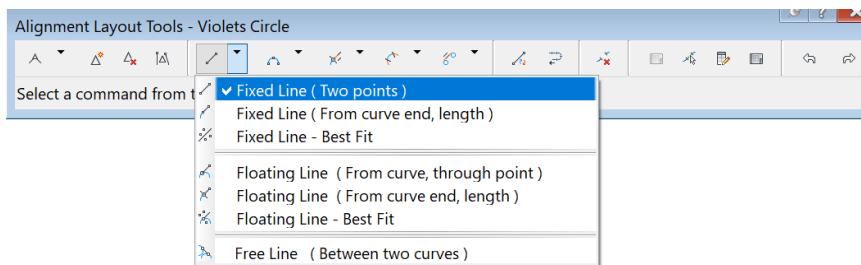 Alignment Layout Tools - Violets Circle
Select a command from t
Fixed Line ( Two points )
Fixed Line ( From curve end, length )
Fixed Line - Best Fit
Floating Line ( From curve, through point )
Floating Line ( From curve end, length )
Floating Line - Best Fit
Free Line ( Between two curves )